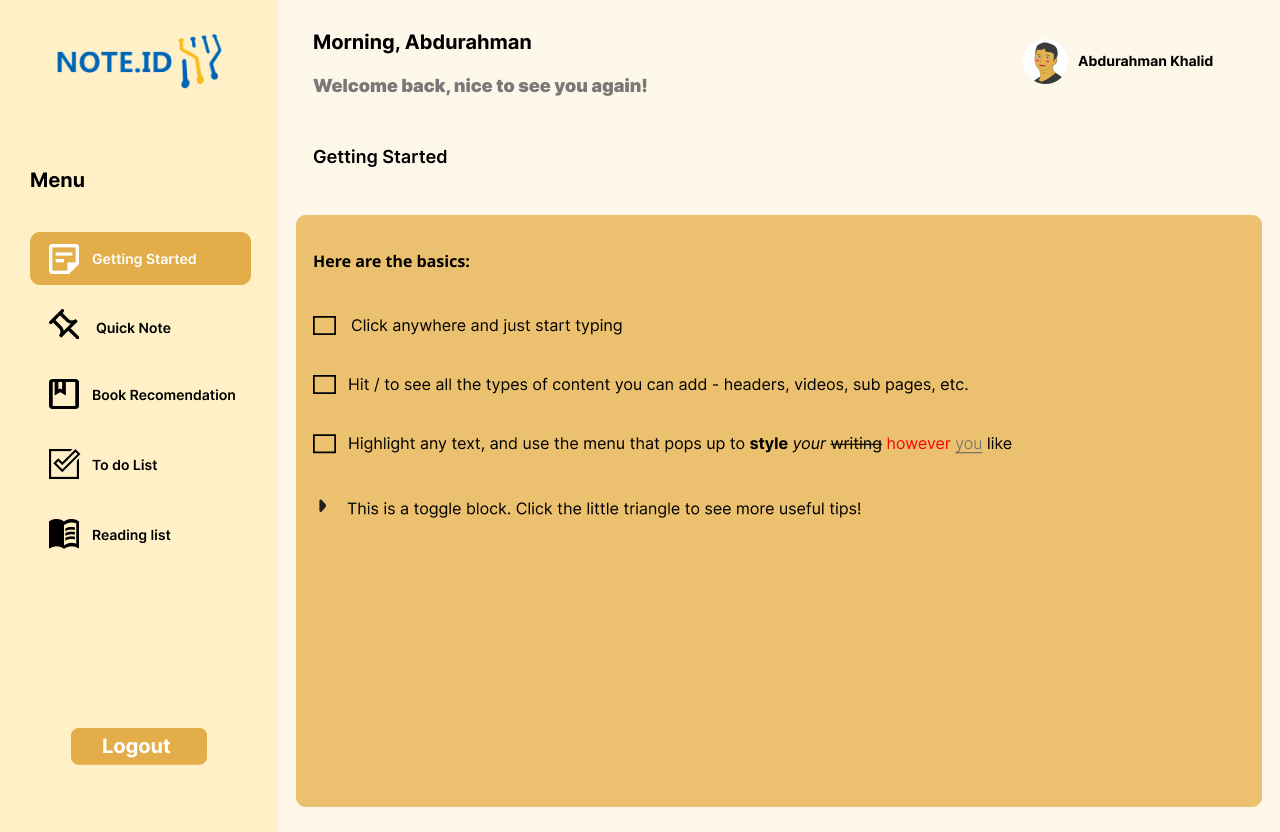 NOTE.ID
Menu
Getting Started
Quick Note
Book Recomendation
To do List
Reading list
Logout
Morning, Abdurahman
Welcome back, nice to see you again!
Abdurahman Khalid
Getting Started
Here are the basics:
Click anywhere and just start typing
Hit / to see all the types of content you can add - headers, videos, sub pages, etc.
Highlight any text, and use the menu that pops up to style your writing however you like
This is a toggle block. Click the little triangle to see more useful tips!